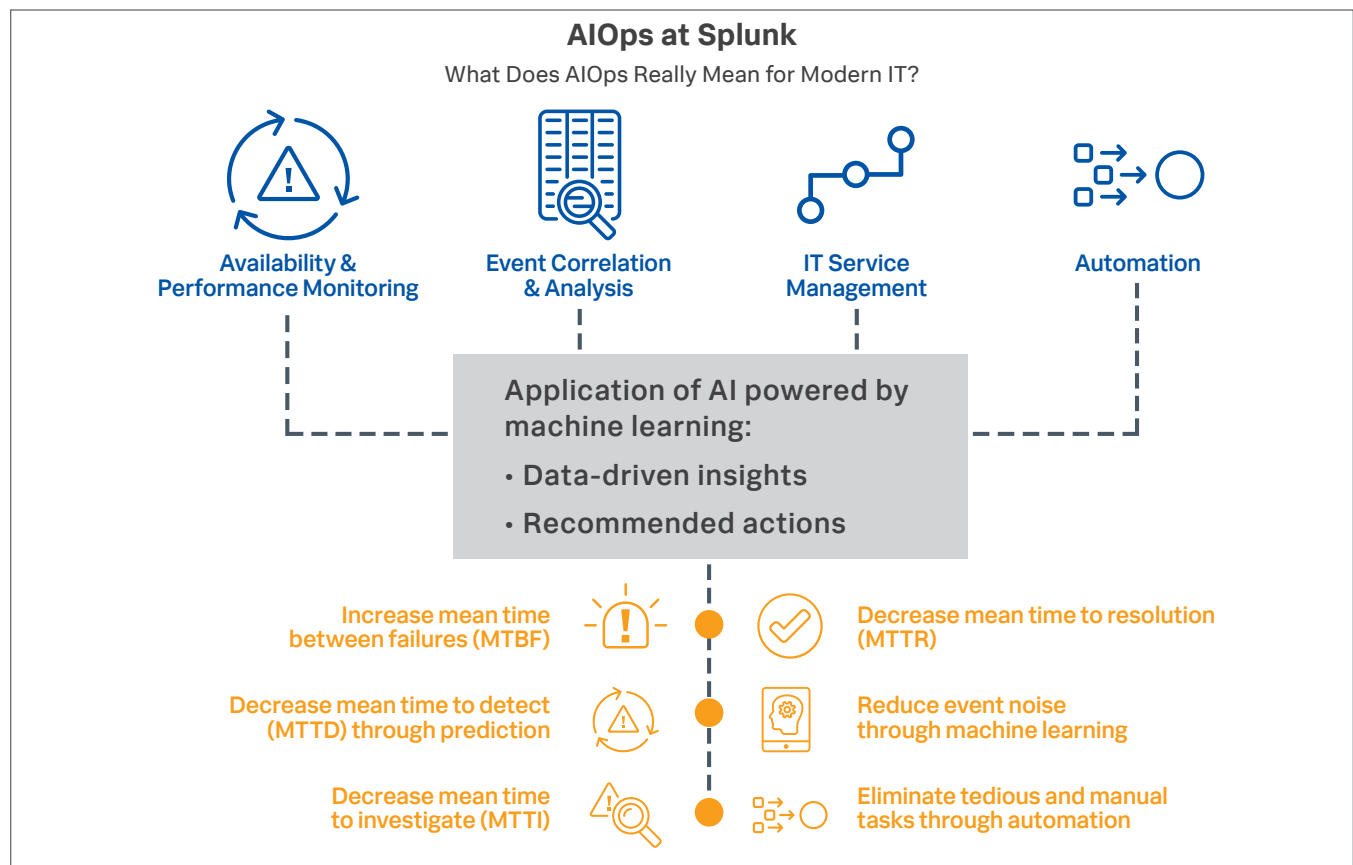 AIOps at Splunk
What Does AIOps Really Mean for Modern IT?
Availability &
Performance Monitoring
Event Correlation
& Analysis
IT Service
Management
Automation
Application of AI powered by
machine learning:
• Data-driven insights
• Recommended actions
Increase mean time
between failures (MTBF)
Decrease mean time to resolution
(MTTR)
Decrease mean time to detect
(MTTD) through prediction
Reduce event noise
through machine learning
Decrease mean time
to investigate (MTTI)
Eliminate tedious and manual
tasks through automation